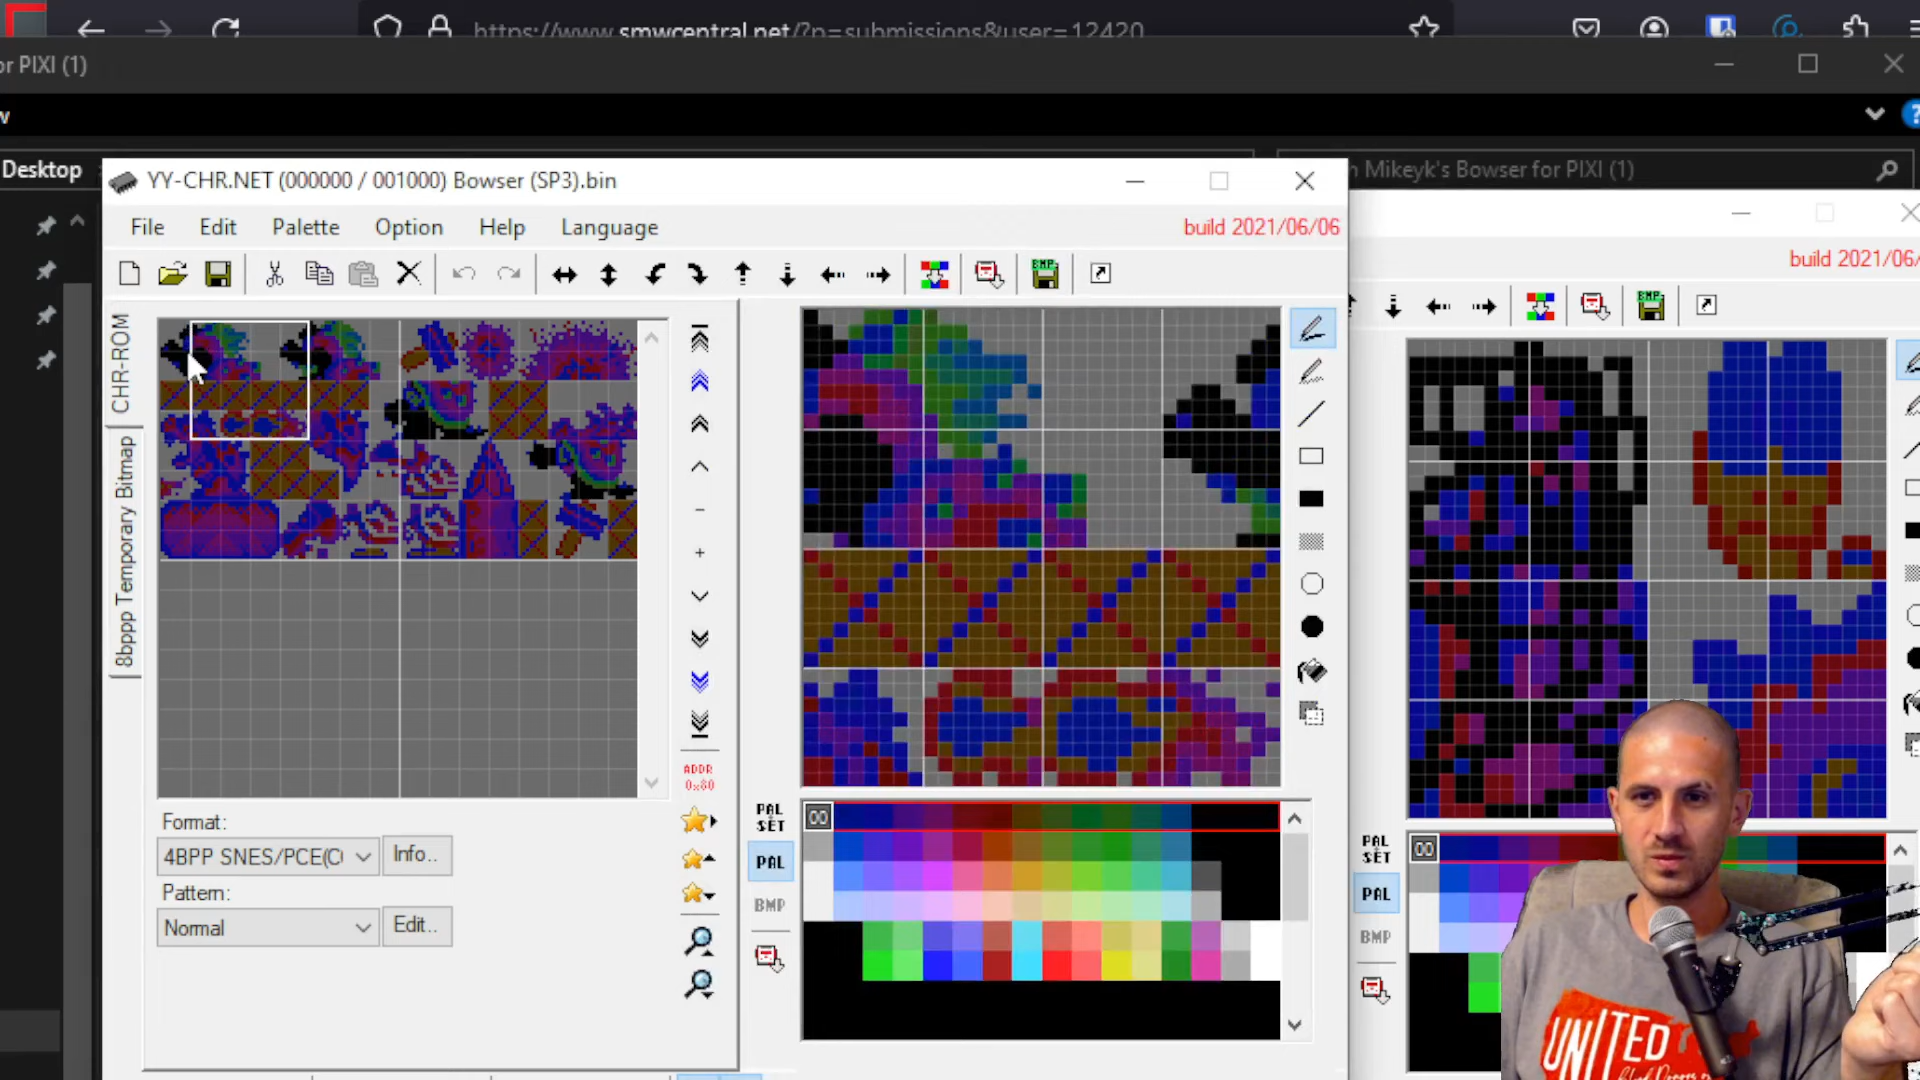 https://www.smwcentral.net/?p=submissions&user=12420
or PIXI (1)
w
Desktop
n Mikeyk's Bowser for PIXI (1)
YY-CHR.NET (000000 / 001000) Bowser (SP3).bin
File Edit Palette Option Help Language
build 2021/06/06
build 2021/06/
CHR-ROM
8bppp Temporary Bitmap
ADDR
0x80
Format:
4BPP SNES/PCE(C
Info..
Pattern:
Normal
Edit..
PAL
SET
00
PAL
BMP
PAL
SET
00
PAL
BMP
UNITED
Blood Donors